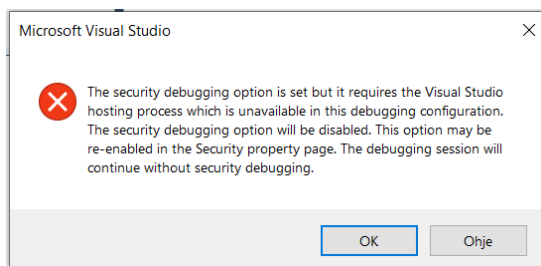 Microsoft Visual Studio
The security debugging option is set but it requires the Visual Studio
hosting process which is unavailable in this debugging configuration.
The security debugging option will be disabled. This option may be
re-enabled in the Security property page. The debugging session will
continue without security debugging.
OK
Ohje